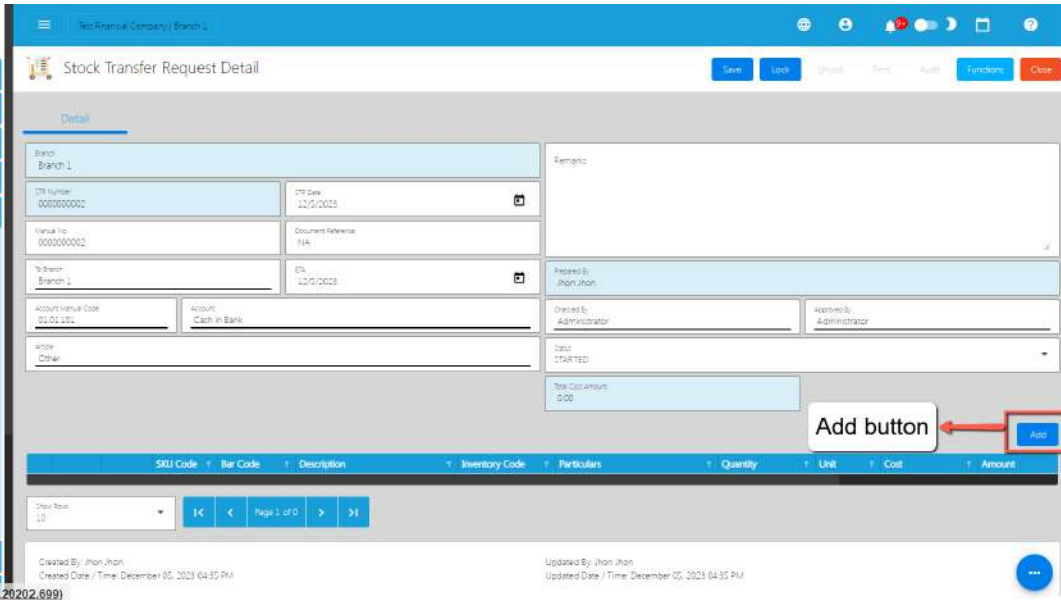 Test Financial Company | Branch 1
9+
?
Stock Transfer Request Detail
Save
Lock
Unlock
Print
Audit
Functions
Close
Detail
Branch
Branch 1
STR Number
0000000002
STR Date
12/5/2023
Manual No.
0000000002
Document Reference
NA
To Branch
Branch 1
ETA
12/5/2023
Account Manual Code
01.01.101
Account
Cash in Bank
Article
Other
Remarks
Prepared By
Jhon Jhon
Checked By
Administrator
Approved By
Administrator
Status
STARTED
Total Cost Amount
0.00
Add button
Add
SKU Code Bar Code Description Inventory Code Particulars Quantity Unit Cost Amount
Show Rows
10
Page 1 of 0
Created By: Jhon Jhon
Created Date / Time: December 05, 2023 04:35 PM
Updated By: Jhon Jhon
Updated Date / Time: December 05, 2023 04:35 PM
20202.699)